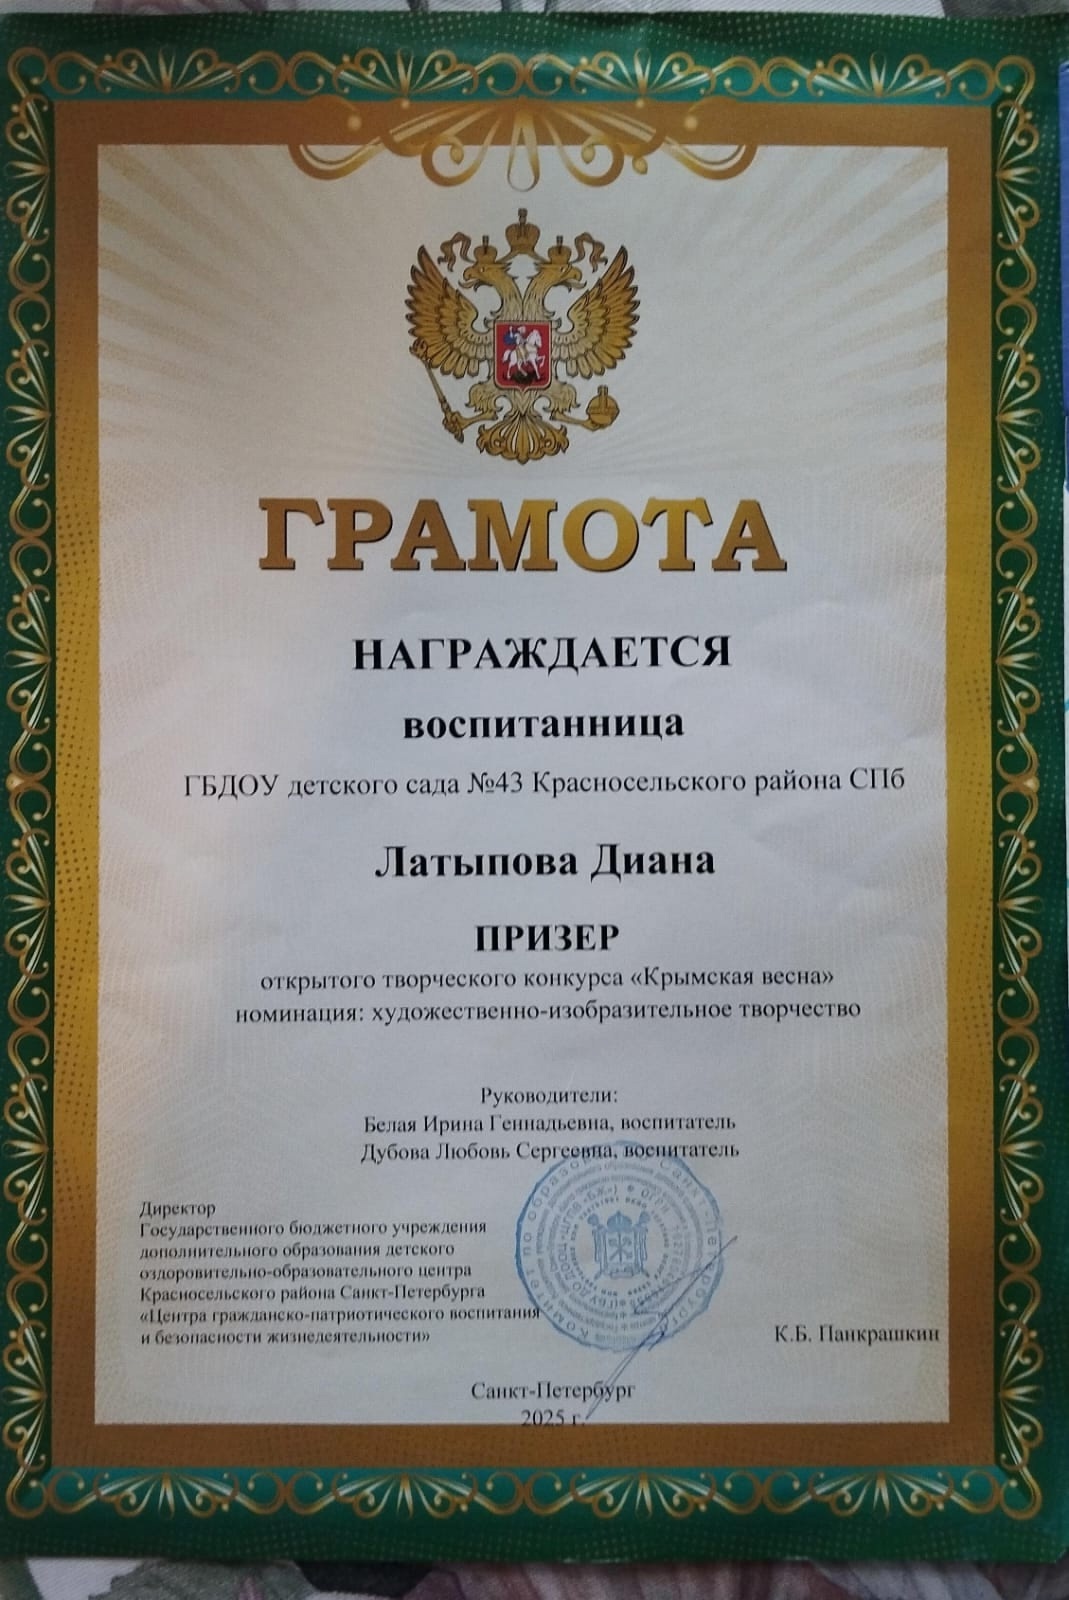 ГРАМОТА
НАГРАЖДАЕТСЯ
воспитанница
ГБДОУ детского сада №43 Красносельского района СПб
Латыпова Диана
ПРИЗЕР
открытого творческого конкурса «Крымская весна»
номинация: художественно-изобразительное творчество
Руководители:
Белая Ирина Геннадьевна, воспитатель
Дубова Любовь Сергеевна, воспитатель
Директор
Государственного бюджетного учреждения
дополнительного образования детского
оздоровительно-образовательного центра
Красносельского района Санкт-Петербурга
«Центра гражданско-патриотического воспитания
и безопасности жизнедеятельности»
К.Б. Панкрашкин
Санкт-Петербург
2025 г.